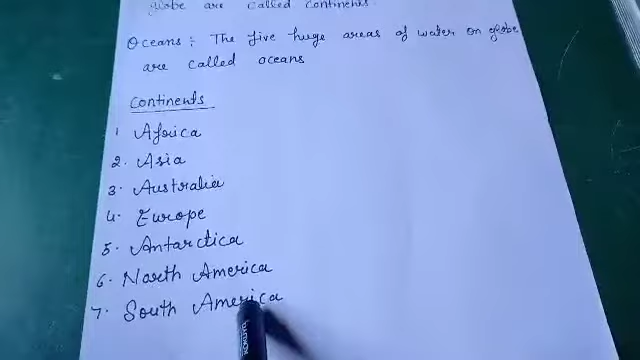 globe are called continents.
Oceans : The five huge areas of water on globe
are called oceans
Continents
1 Africa
2. Asia
3. Australia
4. Europe
5. Antarctica
6. North America
7. South America